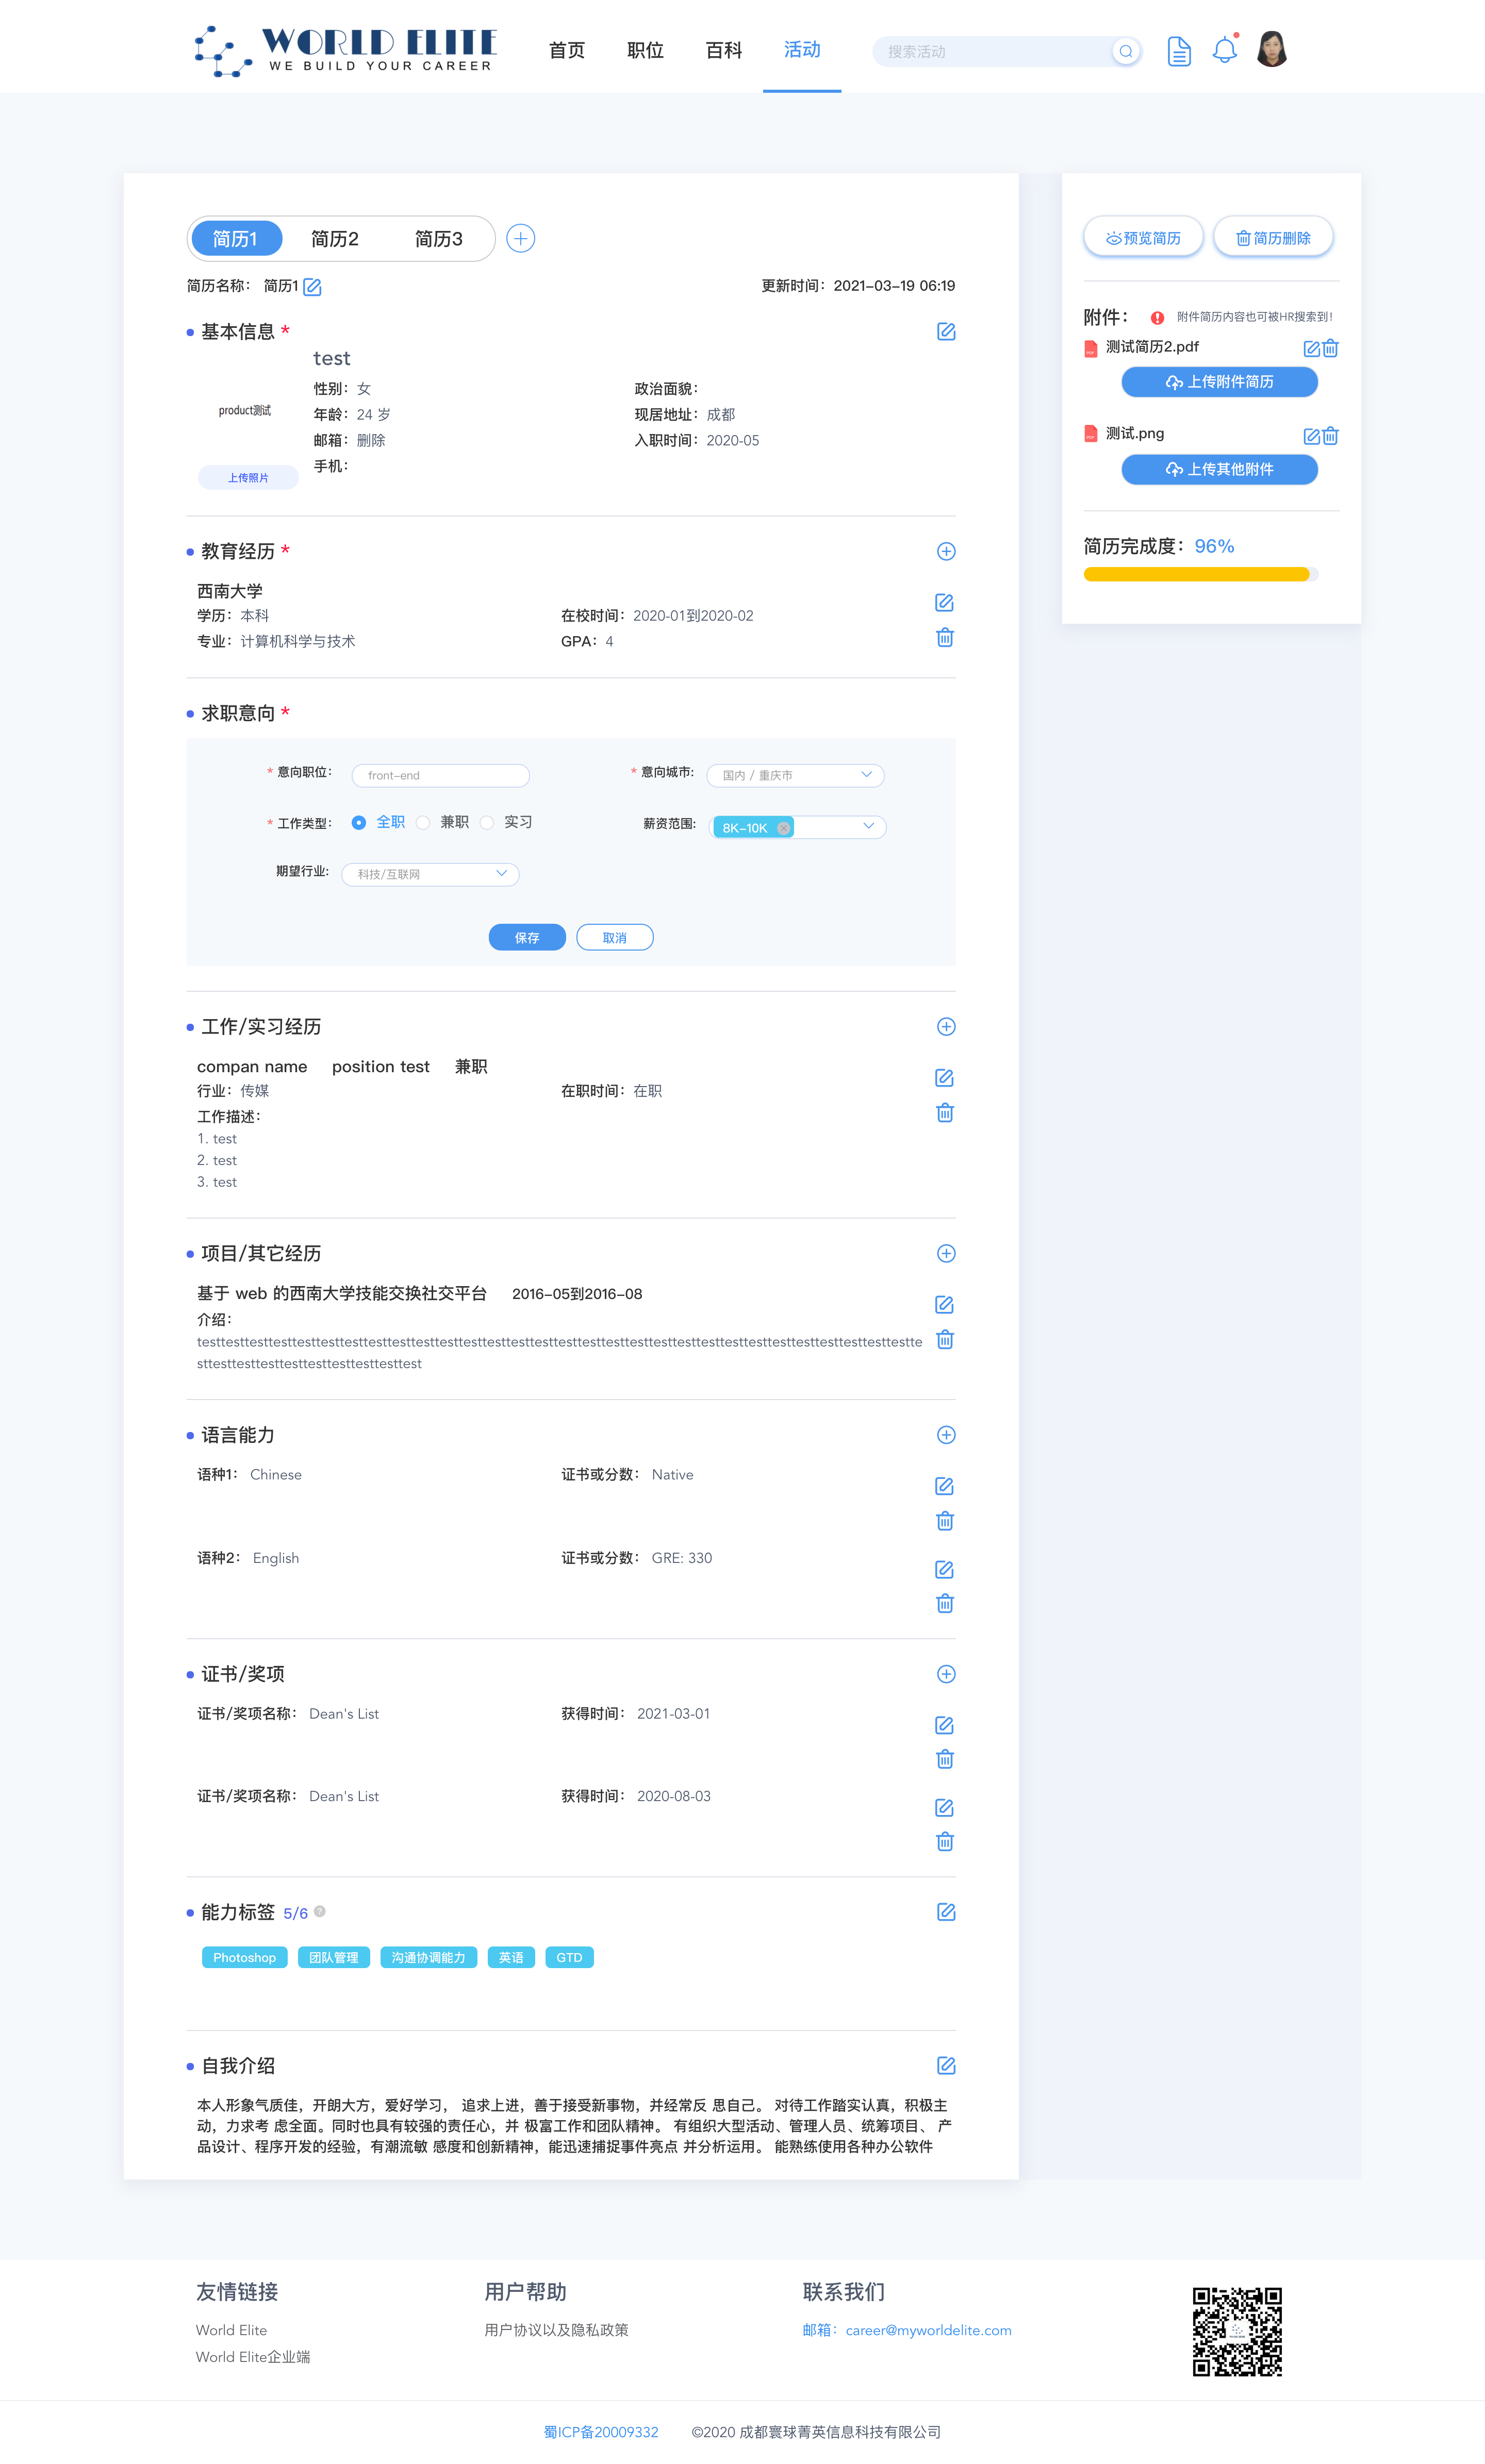 WORLD ELITE
WE BUILD YOUR CAREER
首页 职位 百科 活动
搜索活动
简历1 简历2 简历3
简历名称： 简历1
更新时间：2021-03-19 06:19
基本信息 *
test
product测试
上传照片
性别：女
政治面貌：
年龄：24 岁
现居地址：成都
邮箱：删除
入职时间：2020-05
手机：
教育经历 *
西南大学
学历：本科
在校时间：2020-01到2020-02
专业：计算机科学与技术
GPA：4
求职意向 *
* 意向职位： front-end
* 意向城市: 国内 / 重庆市
* 工作类型： 全职 兼职 实习
薪资范围: 8K-10K
期望行业: 科技/互联网
保存 取消
工作/实习经历
compan name position test 兼职
行业：传媒
在职时间：在职
工作描述：
1. test
2. test
3. test
项目/其它经历
基于 web 的西南大学技能交换社交平台 2016-05到2016-08
介绍：
testtesttesttesttesttesttesttesttesttesttesttesttesttesttesttesttesttesttesttesttesttesttesttesttesttesttesttesttesttesttestte
sttesttesttesttesttesttesttesttesttest
语言能力
语种1： Chinese
证书或分数： Native
语种2： English
证书或分数： GRE: 330
证书/奖项
证书/奖项名称： Dean's List
获得时间： 2021-03-01
证书/奖项名称： Dean's List
获得时间： 2020-08-03
能力标签 5/6 ?
Photoshop 团队管理 沟通协调能力 英语 GTD
自我介绍
本人形象气质佳，开朗大方，爱好学习， 追求上进，善于接受新事物，并经常反 思自己。 对待工作踏实认真，积极主
动，力求考 虑全面。同时也具有较强的责任心，并 极富工作和团队精神。 有组织大型活动、管理人员、统筹项目、 产
品设计、程序开发的经验，有潮流敏 感度和创新精神，能迅速捕捉事件亮点 并分析运用。 能熟练使用各种办公软件
预览简历 简历删除
附件： 附件简历内容也可被HR搜索到！
测试简历2.pdf
上传附件简历
测试.png
上传其他附件
简历完成度：96%
友情链接
World Elite
World Elite企业端
用户帮助
用户协议以及隐私政策
联系我们
邮箱：career@myworldelite.com
蜀ICP备20009332 ©2020 成都寰球菁英信息科技有限公司